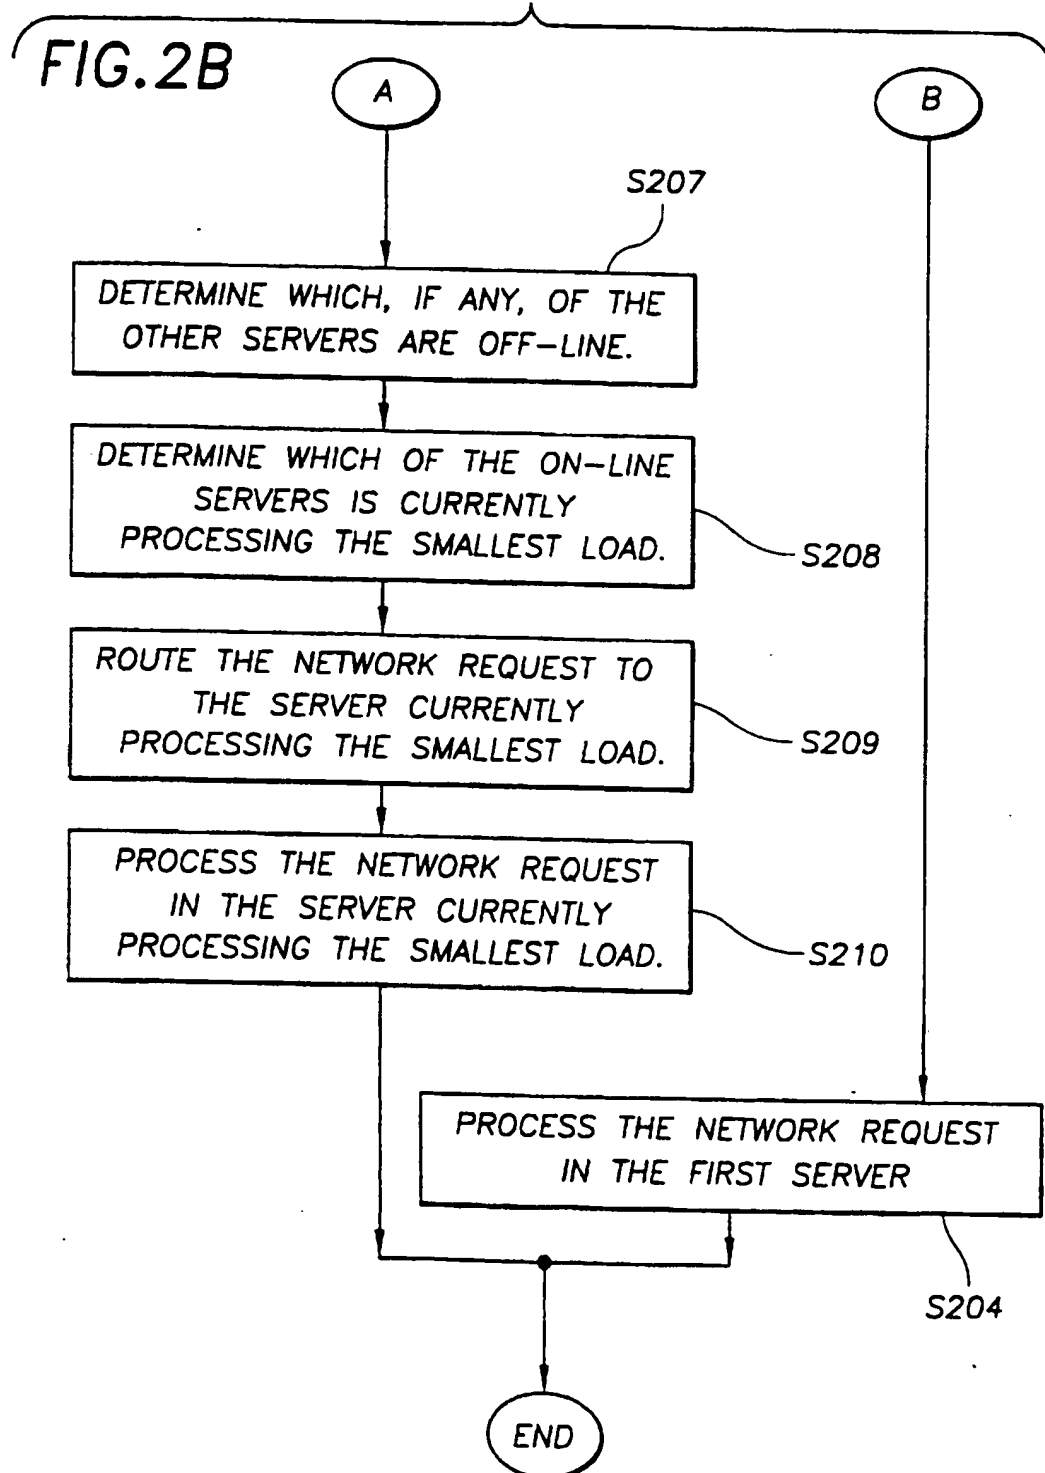 FIG.2B
A
B
S207
DETERMINE WHICH, IF ANY, OF THE
OTHER SERVERS ARE OFF-LINE.
DETERMINE WHICH OF THE ON-LINE
SERVERS IS CURRENTLY
PROCESSING THE SMALLEST LOAD.
S208
ROUTE THE NETWORK REQUEST TO
THE SERVER CURRENTLY
PROCESSING THE SMALLEST LOAD.
S209
PROCESS THE NETWORK REQUEST
IN THE SERVER CURRENTLY
PROCESSING THE SMALLEST LOAD.
S210
PROCESS THE NETWORK REQUEST
IN THE FIRST SERVER
S204
END